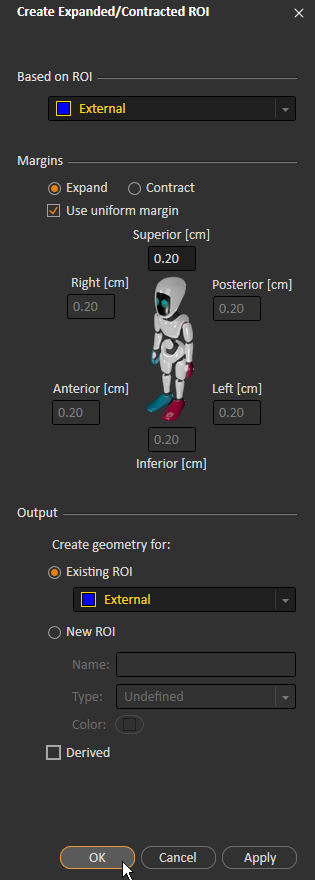 Create Expanded/Contracted ROI
Based on ROI
External
Margins
Expand Contract
Use uniform margin
Superior [cm]
0.20
Right [cm] Posterior [cm]
0.20 0.20
Anterior [cm] Left [cm]
0.20 0.20
0.20
Inferior [cm]
Output
Create geometry for:
Existing ROI
External
New ROI
Name:
Type: Undefined
Color:
Derived
OK Cancel Apply